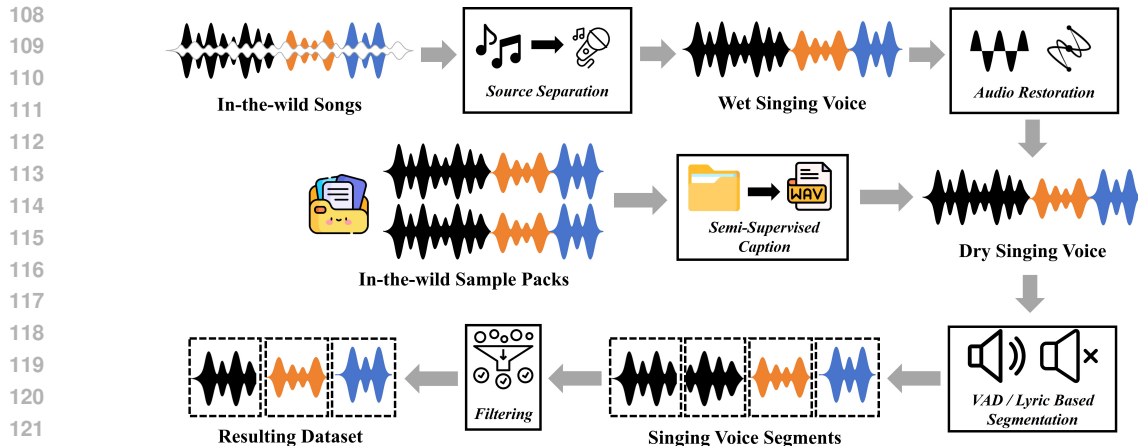 108
109
110
111
112
113
114
115
116
117
118
119
120
121
Source Separation
Audio Restoration
In-the-wild Songs
Wet Singing Voice
WAV
Semi-Supervised
Caption
Dry Singing Voice
In-the-wild Sample Packs
VAD / Lyric Based
Segmentation
Filtering
Singing Voice Segments
Resulting Dataset